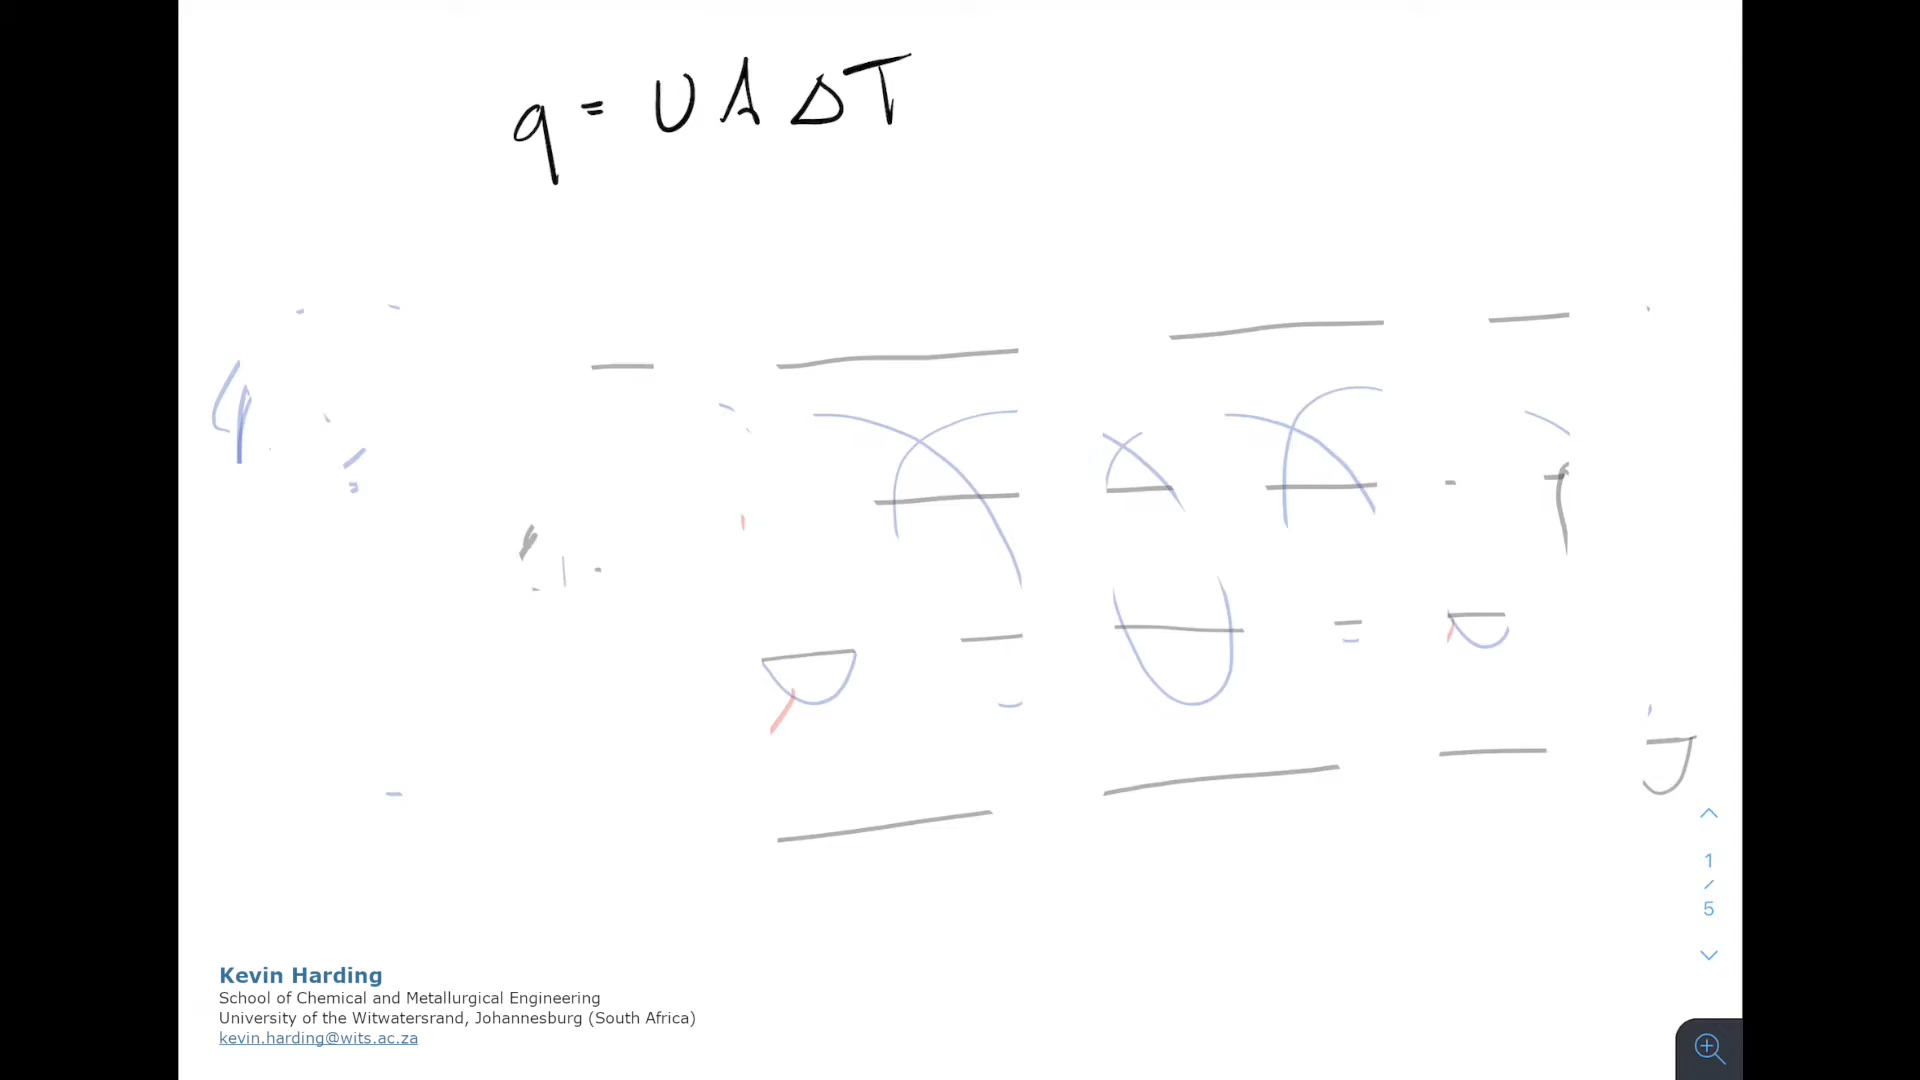 q = U A ΔT
1
/
5
Kevin Harding
School of Chemical and Metallurgical Engineering
University of the Witwatersrand, Johannesburg (South Africa)
kevin.harding@wits.ac.za